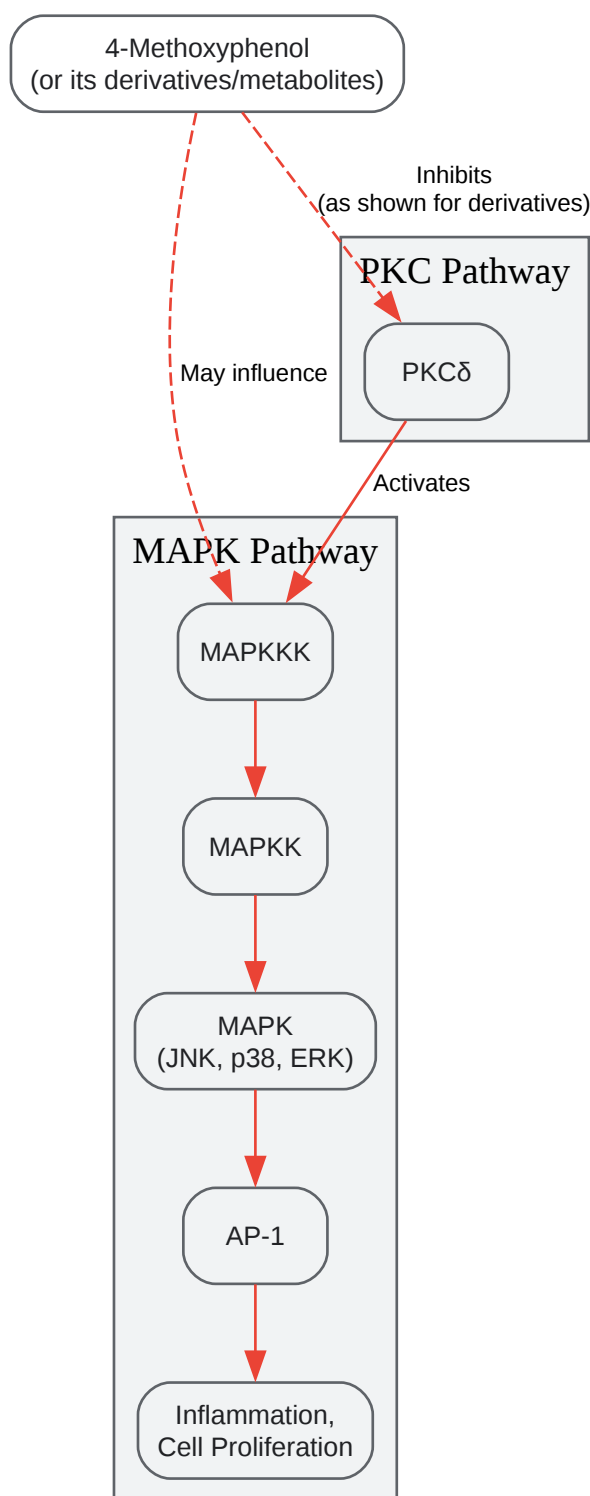 4-Methoxyphenol
(or its derivatives/metabolites)
Inhibits
(as shown for derivatives)
PKC Pathway
PKCδ
May influence
Activates
MAPK Pathway
MAPKKK
MAPKK
MAPK
(JNK, p38, ERK)
AP-1
Inflammation,
Cell Proliferation